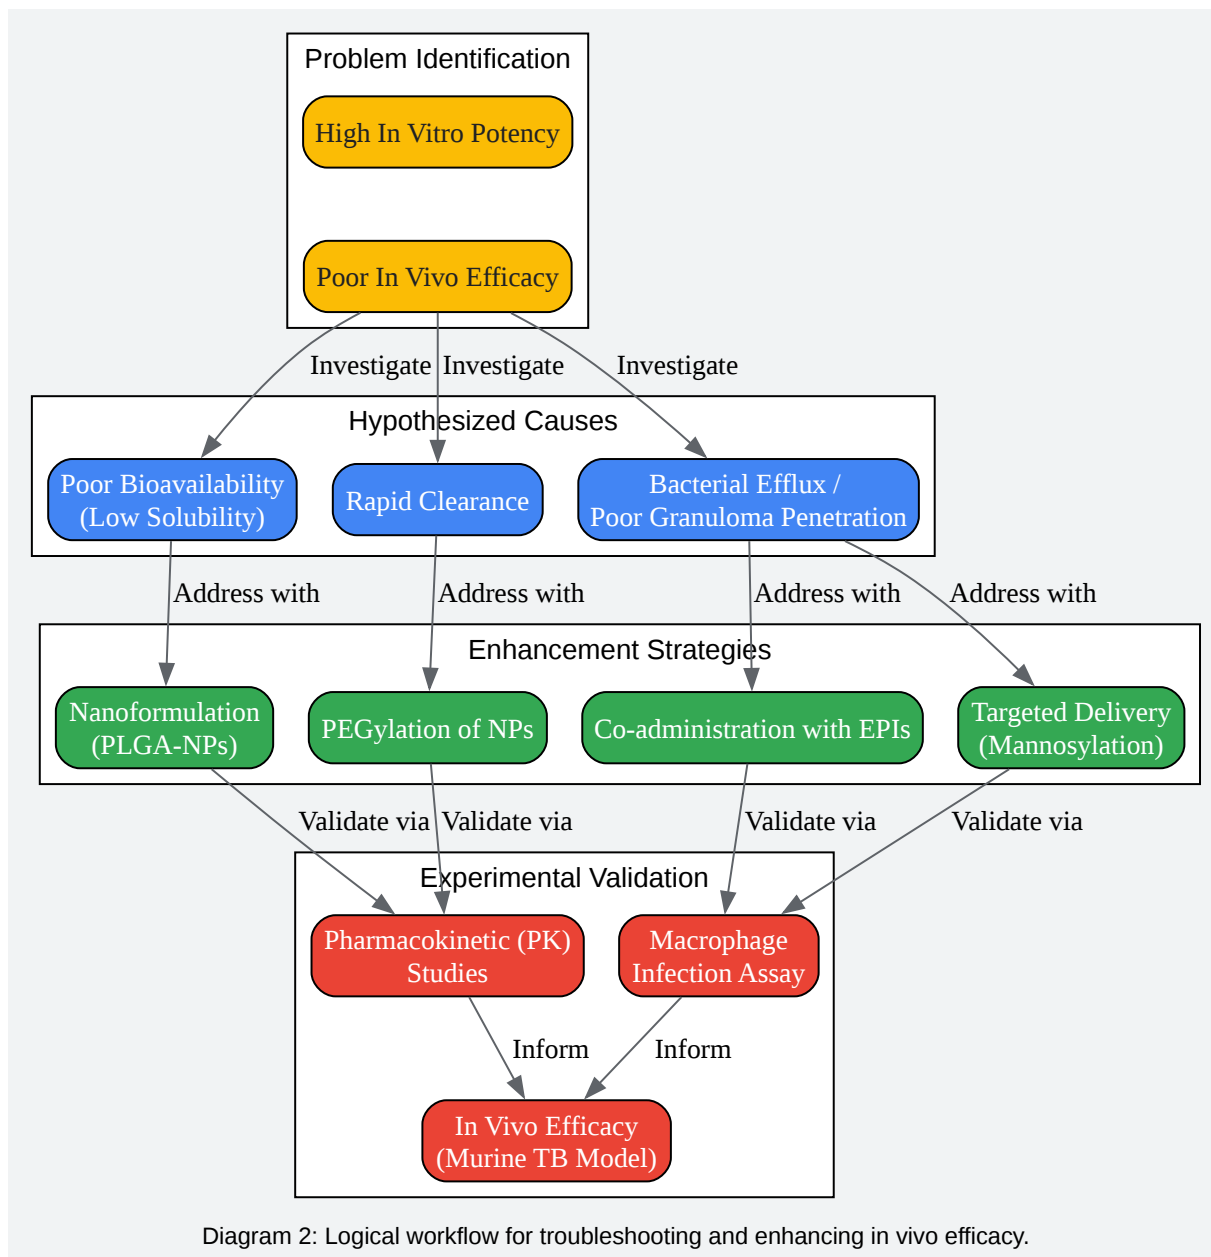 Problem Identification
High In Vitro Potency
Poor In Vivo Efficacy
Investigate
Investigate
Investigate
Hypothesized Causes
Poor Bioavailability
(Low Solubility)
Rapid Clearance
Bacterial Efflux /
Poor Granuloma Penetration
Address with
Address with
Address with
Address with
Enhancement Strategies
Nanoformulation
(PLGA-NPs)
PEGylation of NPs
Co-administration with EPIs
Targeted Delivery
(Mannosylation)
Validate via
Validate via
Validate via
Validate via
Experimental Validation
Pharmacokinetic (PK)
Studies
Macrophage
Infection Assay
Inform
Inform
In Vivo Efficacy
(Murine TB Model)
Diagram 2: Logical workflow for troubleshooting and enhancing in vivo efficacy.